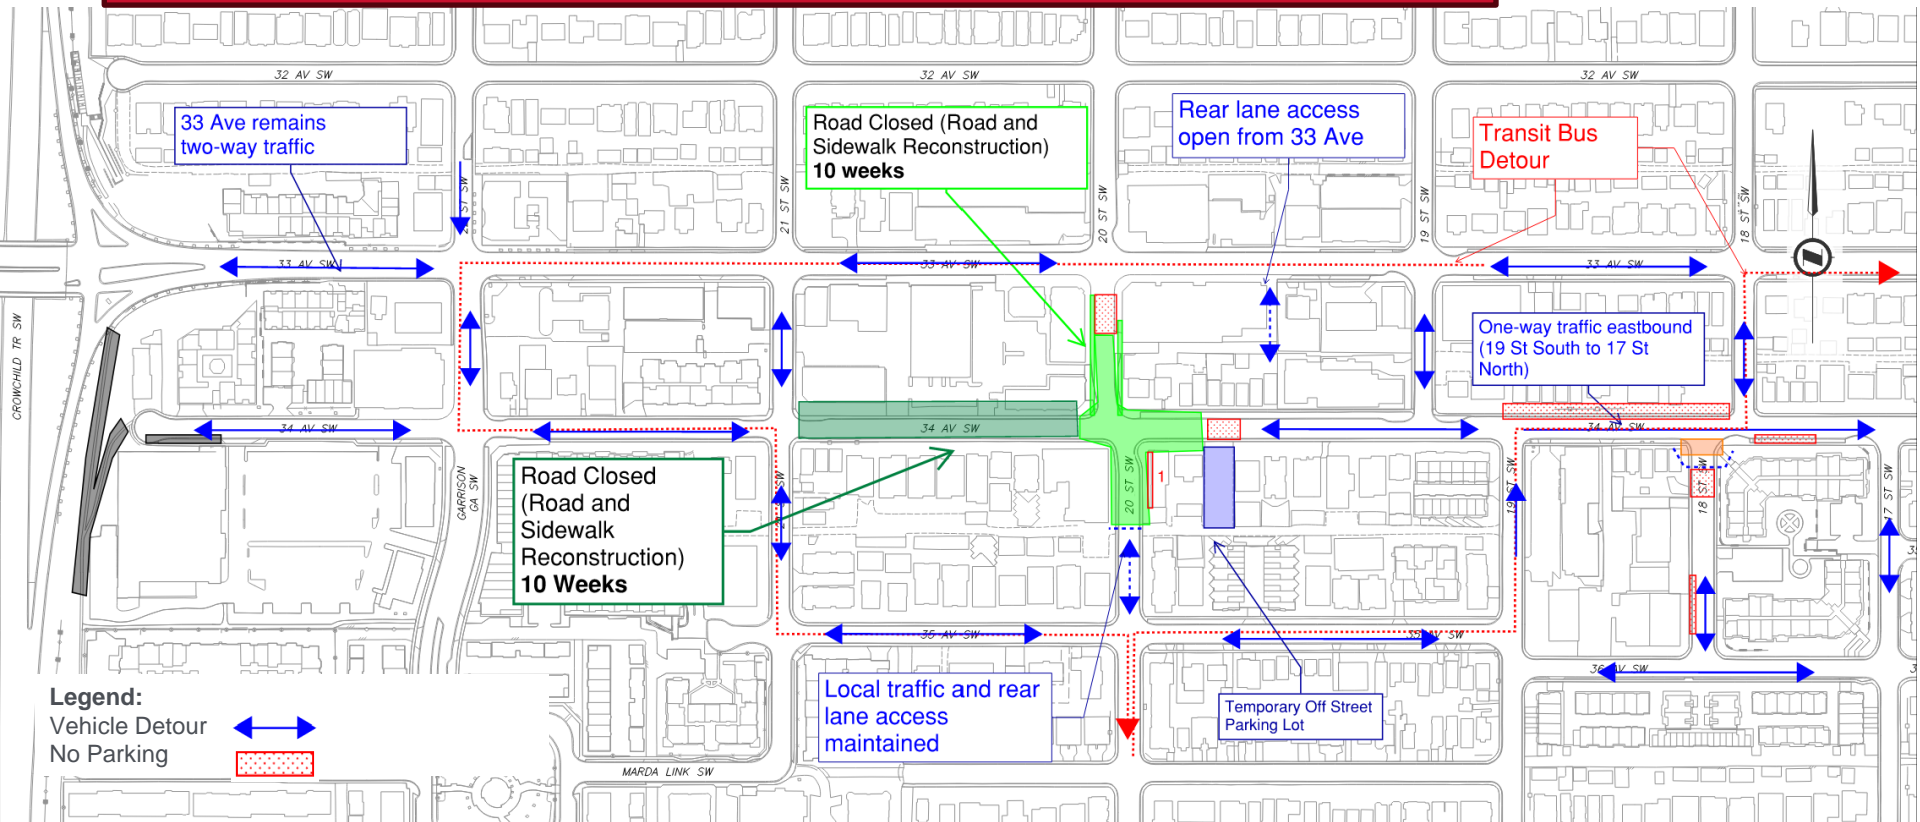 32 AV SW
32 AV SW
32 AV SW
33 Ave remains
two-way traffic
Road Closed (Road and
Sidewalk Reconstruction)
10 weeks
Rear lane access
open from 33 Ave
Transit Bus
Detour
ST SW
21 ST SW
20 ST SW
19 ST SW
18 ST SW
33 AV SW
33 AV SW
33 AV SW
CROWCHILD TR SW
One-way traffic eastbound
(19 St South to 17 St
North)
34 AV SW
34 AV SW
34 AV SW
Road Closed
(Road and
Sidewalk
Reconstruction)
10 Weeks
GARRISON
GA SW
SW
20 ST SW
1
19 ST SW
18 ST SW
17 ST SW
35 AV SW
35 AV SW
36 AV SW
Local traffic and rear
lane access
maintained
Temporary Off Street
Parking Lot
Legend:
Vehicle Detour
No Parking
MARDA LINK SW